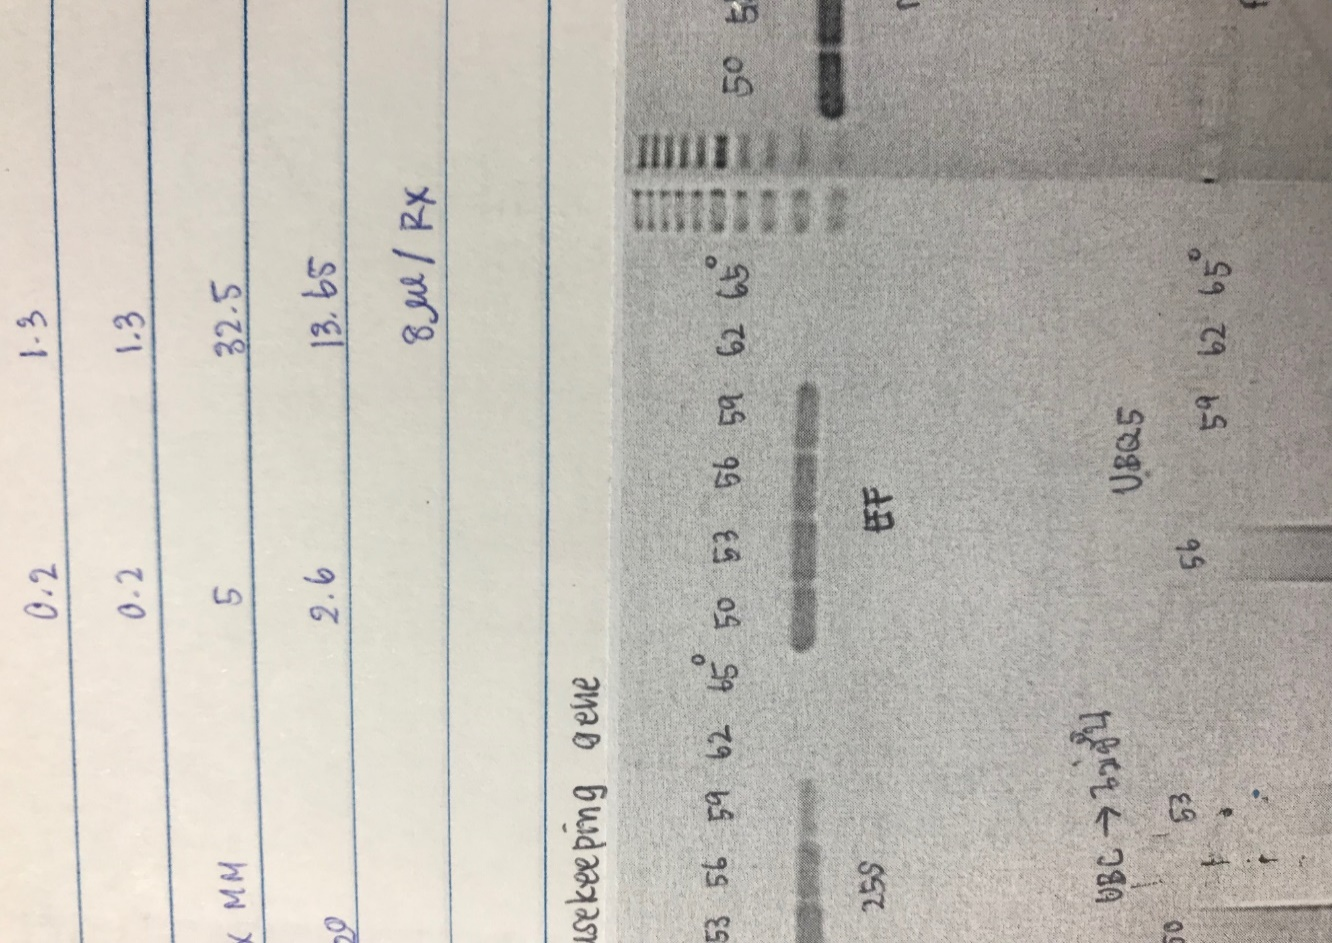 0.2 1.3
0.2 1.3
x MM 5 32.5
2.6 13.65
8 µl / Rx
usekeeping gene
53 56 59 62 65° 50 53 56 59 62 65° 50
25S EF
UBC → UBQ5
50 53 56 59 62 65°